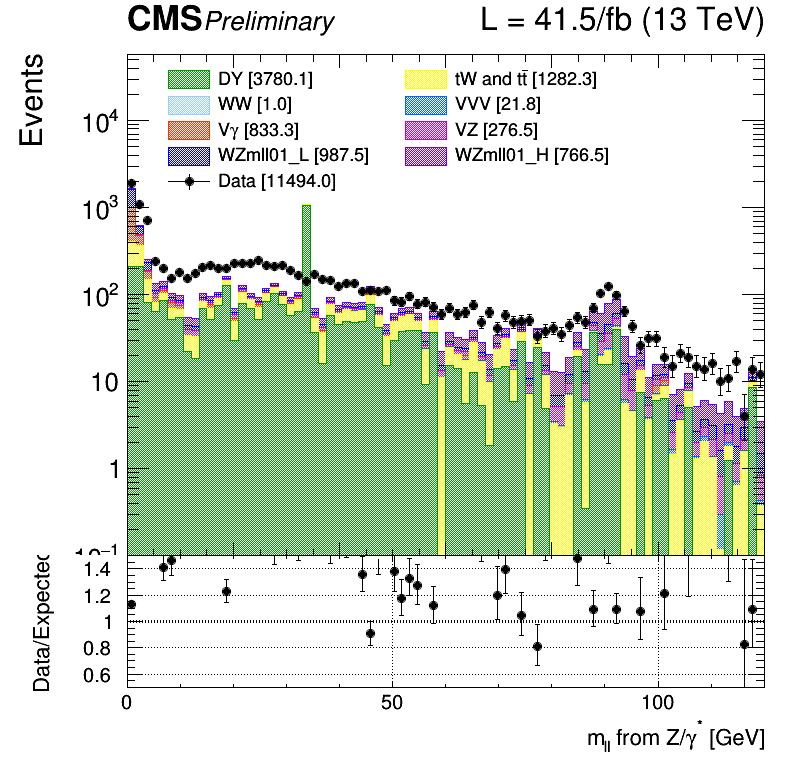 CMS Preliminary L = 41.5/fb (13 TeV)
Events
DY [3780.1] tW and tt̄ [1282.3]
WW [1.0] VVV [21.8]
Vγ [833.3] VZ [276.5]
WZmll01_L [987.5] WZmll01_H [766.5]
Data [11494.0]
10⁴
10³
10²
10
1
10⁻¹
Data/Expected
1.4
1.2
1
0.8
0.6
0 50 100
m_ll from Z/γ* [GeV]